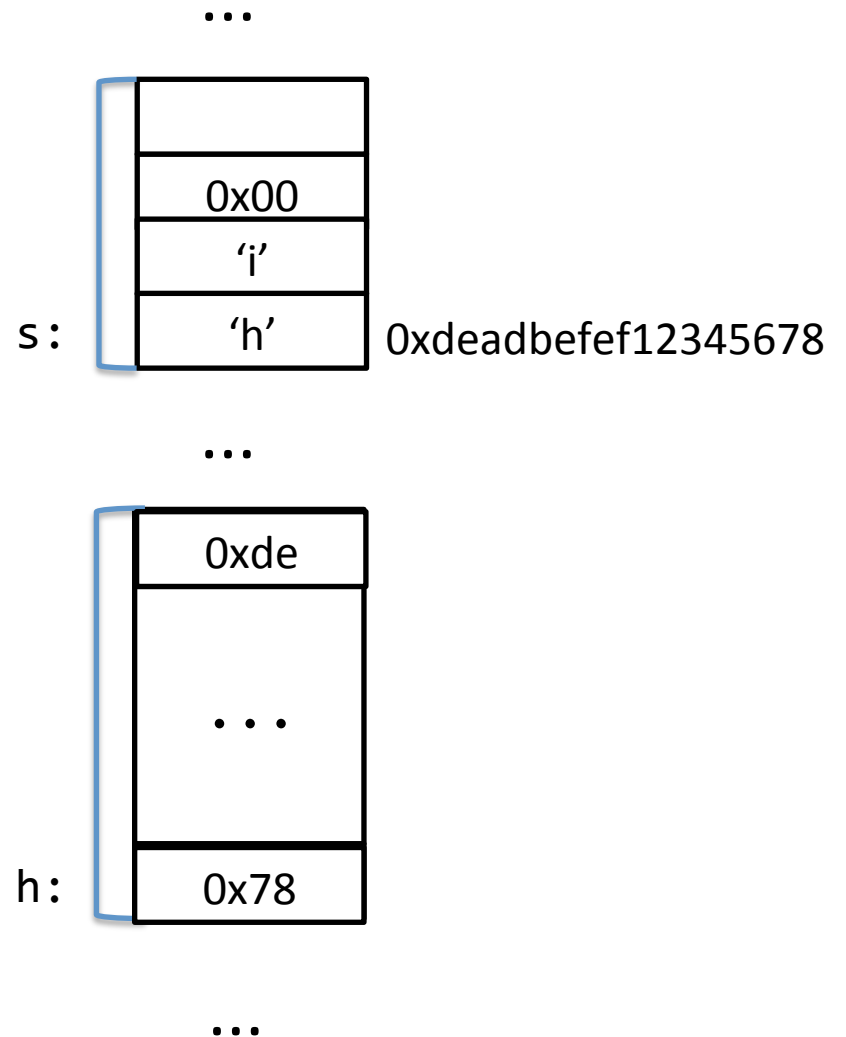 ...
0x00
‘i’
s: ‘h’ 0xdeadbefef12345678
...
0xde
...
h: 0x78
...